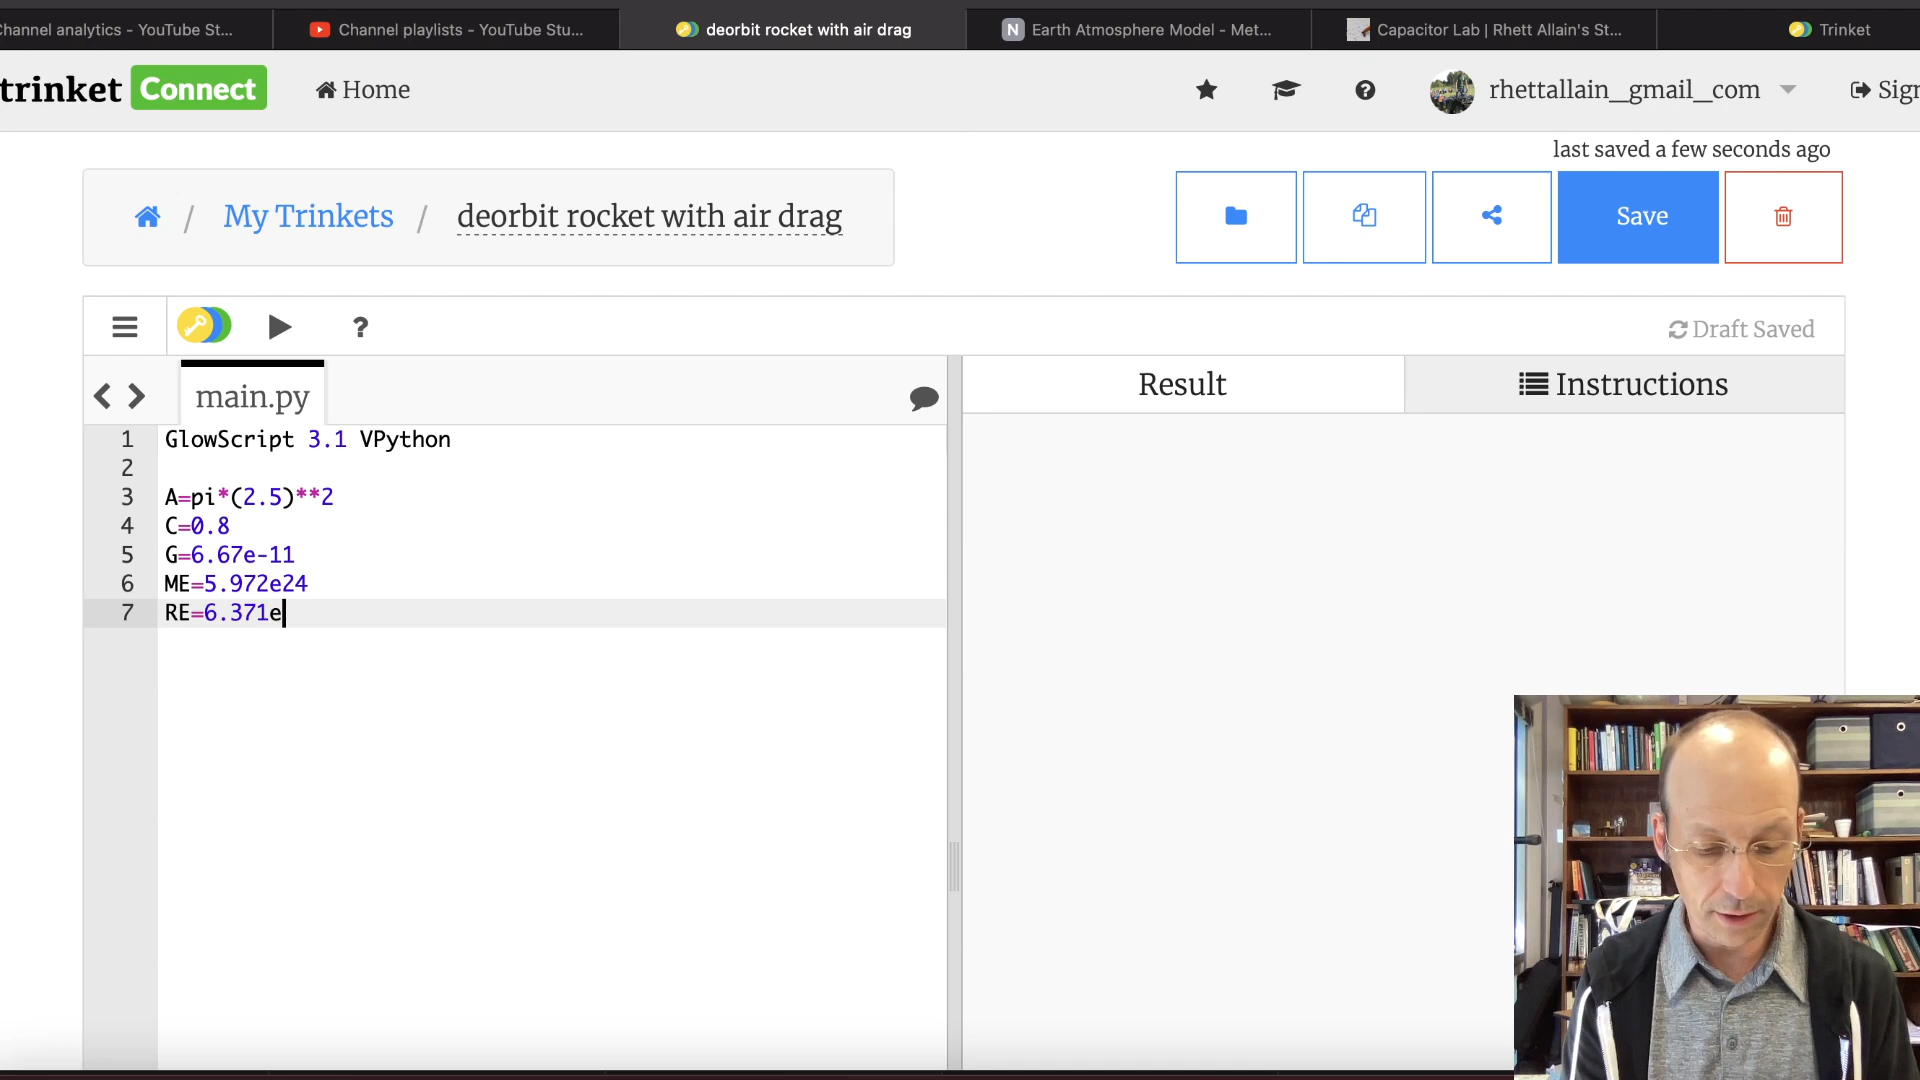 Channel analytics - YouTube St... Channel playlists - YouTube Stu... deorbit rocket with air drag N Earth Atmosphere Model - Met... Capacitor Lab | Rhett Allain's St... Trinket
trinket Connect Home ? rhettallain_gmail_com Sign
last saved a few seconds ago
/ My Trinkets / deorbit rocket with air drag Save
? Draft Saved
main.py Result Instructions
1 GlowScript 3.1 VPython
2
3 A=pi*(2.5)**2
4 C=0.8
5 G=6.67e-11
6 ME=5.972e24
7 RE=6.371e